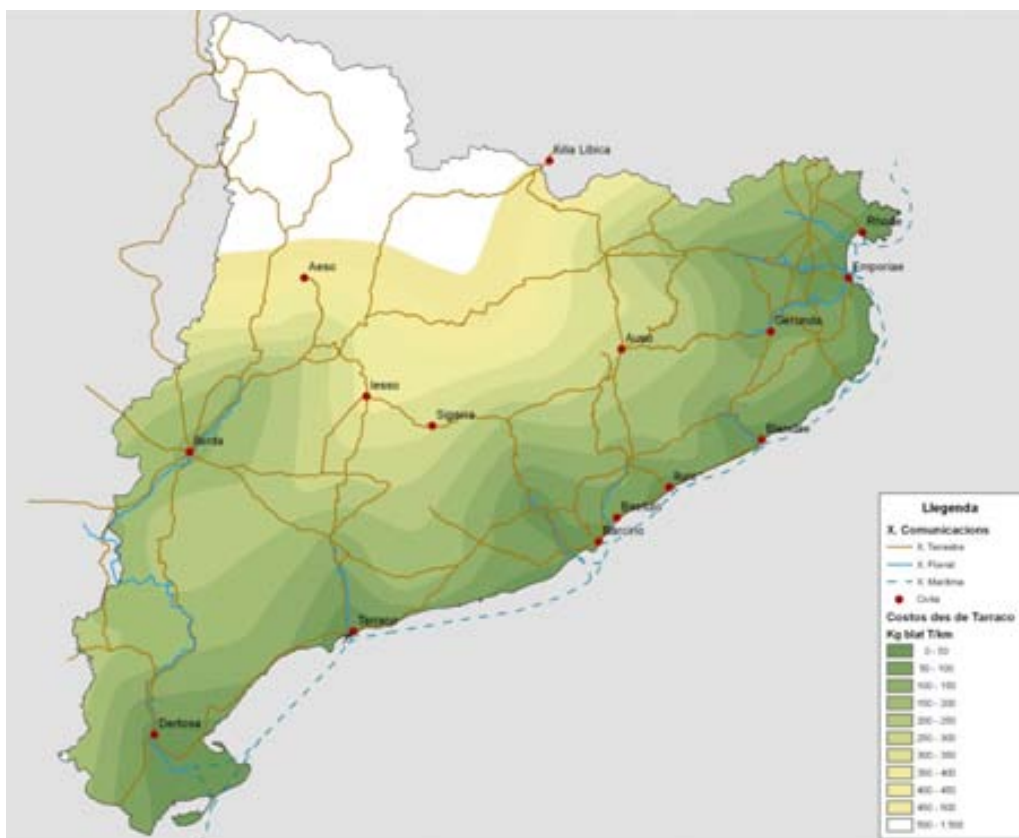 Kilia Libica
Rhode
Aeso
Emporiae
Gerunda
Ausa
Iesso
Sigarra
Ilerda
Blandae
Iluro
Baetulo
Barcino
Tarraco
Dertosa
Llegenda
X. Comunicacions
X. Terrestre
X. Fluvial
X. Marítima
Civitas
Costos des de Tarraco
Kg blat T/km
0 - 50
50 - 100
100 - 150
150 - 200
200 - 250
250 - 300
300 - 350
350 - 400
400 - 450
450 - 500
500 - 1.500